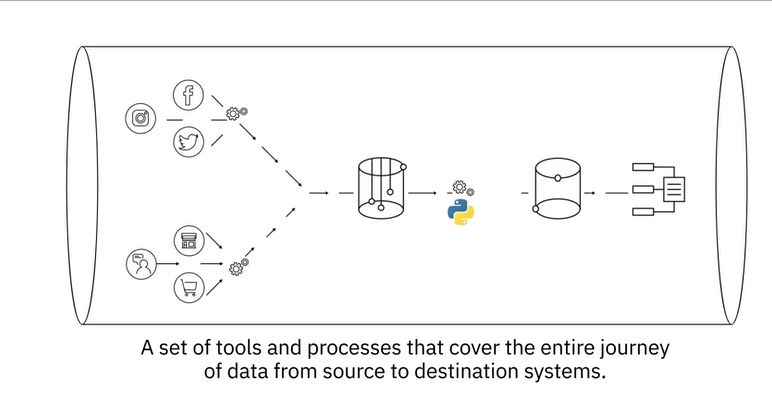 A set of tools and processes that cover the entire journey
of data from source to destination systems.